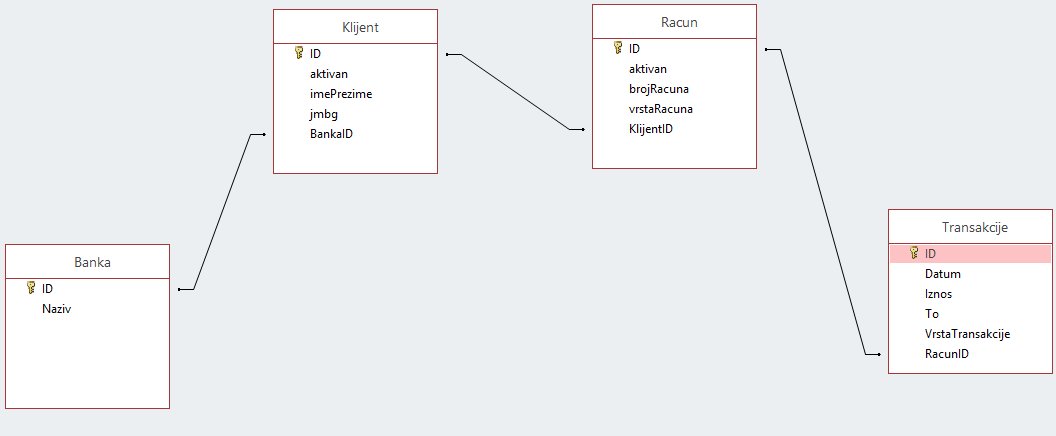 Klijent
ID
aktivan
imePrezime
jmbg
BankaID
Racun
ID
aktivan
brojRacuna
vrstaRacuna
KlijentID
Banka
ID
Naziv
Transakcije
ID
Datum
Iznos
To
VrstaTransakcije
RacunID